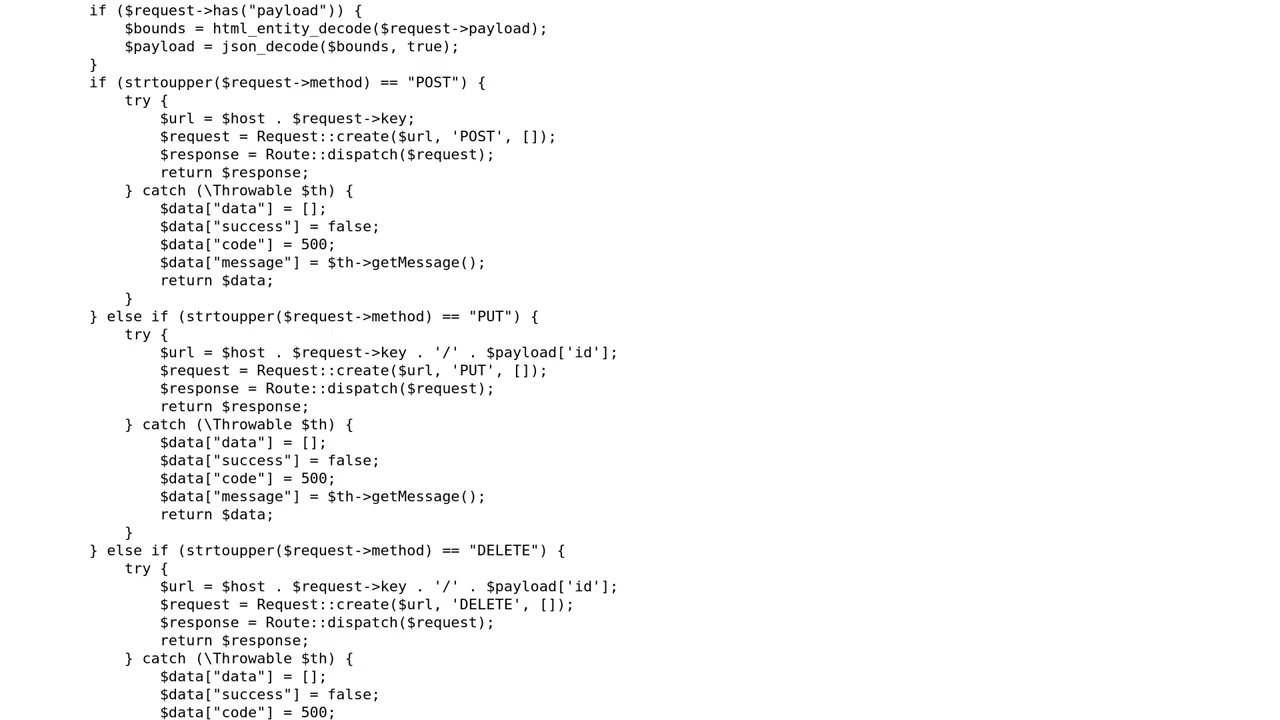 if ($request->has("payload")) {
    $bounds = html_entity_decode($request->payload);
    $payload = json_decode($bounds, true);
}
if (strtoupper($request->method) == "POST") {
    try {
        $url = $host . $request->key;
        $request = Request::create($url, 'POST', []);
        $response = Route::dispatch($request);
        return $response;
    } catch (\Throwable $th) {
        $data["data"] = [];
        $data["success"] = false;
        $data["code"] = 500;
        $data["message"] = $th->getMessage();
        return $data;
    }
} else if (strtoupper($request->method) == "PUT") {
    try {
        $url = $host . $request->key . '/' . $payload['id'];
        $request = Request::create($url, 'PUT', []);
        $response = Route::dispatch($request);
        return $response;
    } catch (\Throwable $th) {
        $data["data"] = [];
        $data["success"] = false;
        $data["code"] = 500;
        $data["message"] = $th->getMessage();
        return $data;
    }
} else if (strtoupper($request->method) == "DELETE") {
    try {
        $url = $host . $request->key . '/' . $payload['id'];
        $request = Request::create($url, 'DELETE', []);
        $response = Route::dispatch($request);
        return $response;
    } catch (\Throwable $th) {
        $data["data"] = [];
        $data["success"] = false;
        $data["code"] = 500;